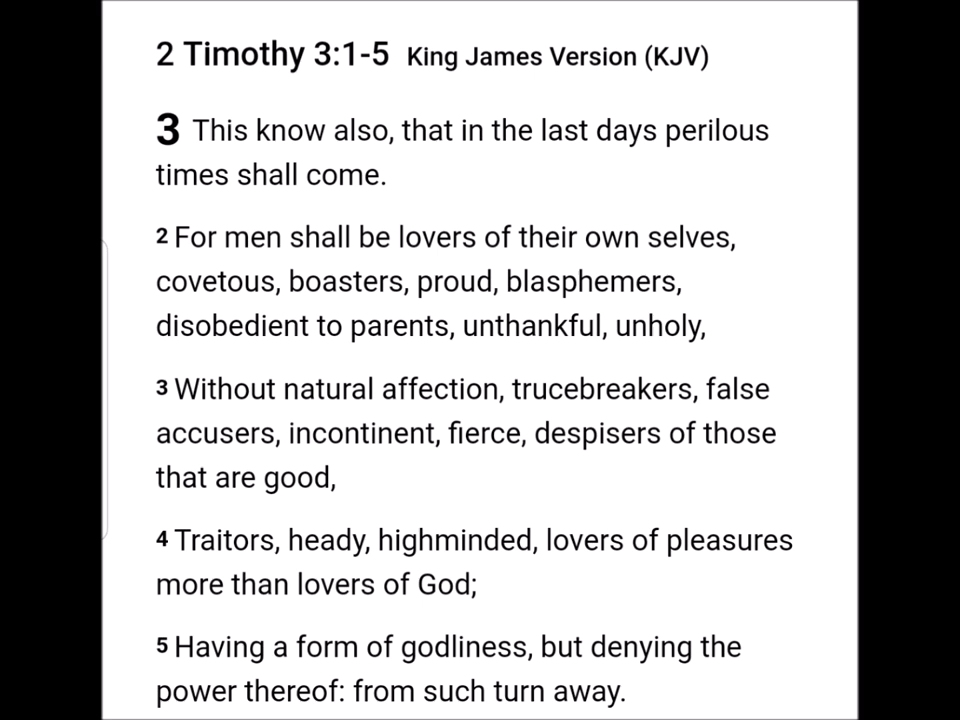 2 Timothy 3:1-5 King James Version (KJV)
3 This know also, that in the last days perilous
times shall come.
2 For men shall be lovers of their own selves,
covetous, boasters, proud, blasphemers,
disobedient to parents, unthankful, unholy,
3 Without natural affection, trucebreakers, false
accusers, incontinent, fierce, despisers of those
that are good,
4 Traitors, heady, highminded, lovers of pleasures
more than lovers of God;
5 Having a form of godliness, but denying the
power thereof: from such turn away.